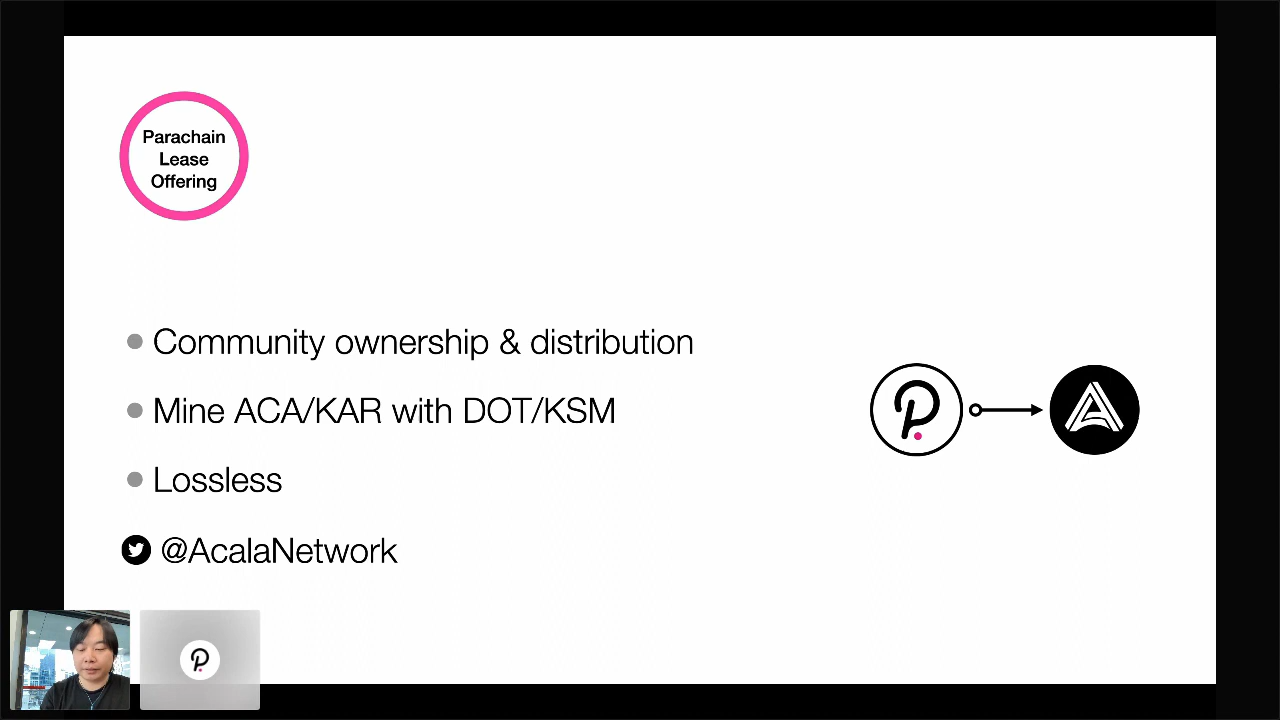 Parachain
Lease
Offering
Community ownership & distribution
Mine ACA/KAR with DOT/KSM
Lossless
@AcalaNetwork